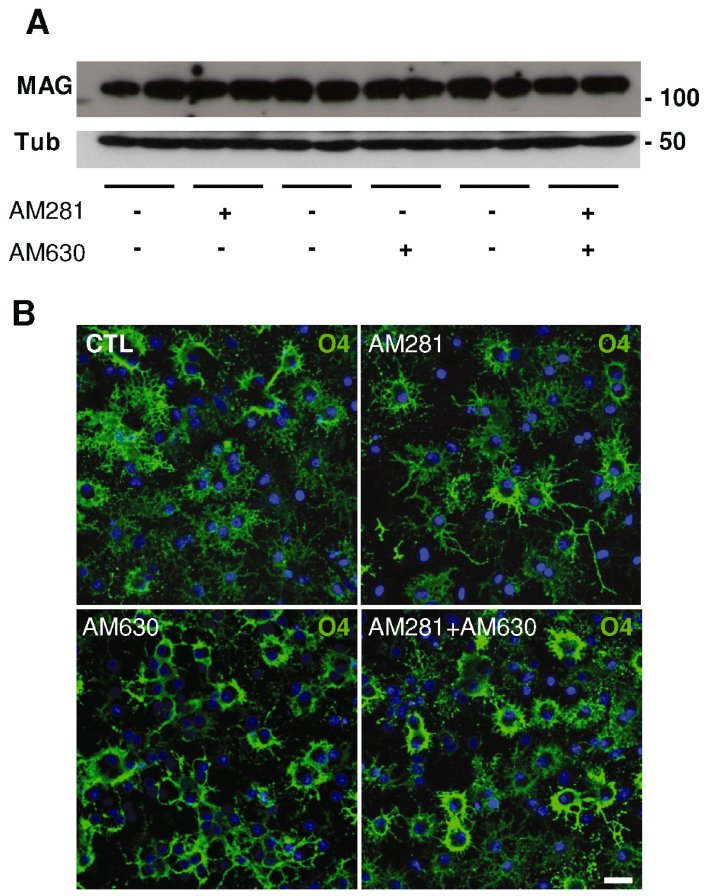 A
MAG
- 100
Tub
- 50
AM281 - + - - - +
AM630 - - - + - +
B
CTL O4
AM281 O4
AM630 O4
AM281+AM630 O4